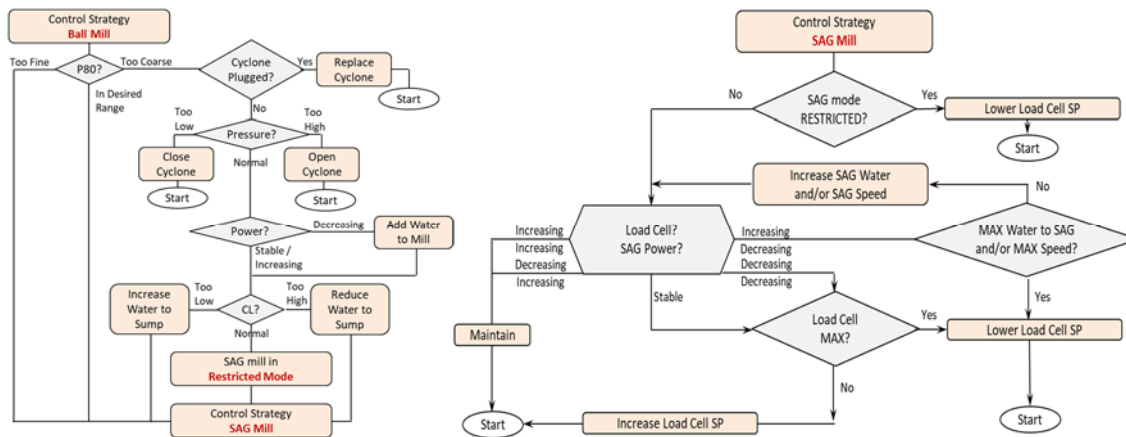 Control Strategy
Ball Mill
Too Fine
P80?
Too Coarse
In Desired
Range
Cyclone
Plugged?
Yes
Replace
Cyclone
Start
No
Too
Low
Pressure?
Too
High
Close
Cyclone
Normal
Open
Cyclone
Start
Start
Power?
Decreasing
Add Water
to Mill
Stable /
Increasing
Increase
Water to
Sump
Too
Low
CL?
Too
High
Reduce
Water to
Sump
Normal
SAG mill in
Restricted Mode
Control Strategy
SAG Mill
Control Strategy
SAG Mill
No
SAG mode
RESTRICTED?
Yes
Lower Load Cell SP
Start
Increase SAG Water
and/or SAG Speed
No
Increasing
Increasing
Decreasing
Increasing
Load Cell?
SAG Power?
Increasing
Decreasing
Decreasing
Decreasing
MAX Water to SAG
and/or MAX Speed?
Stable
Yes
Maintain
Load Cell
MAX?
Yes
Lower Load Cell SP
No
Start
Increase Load Cell SP
Start